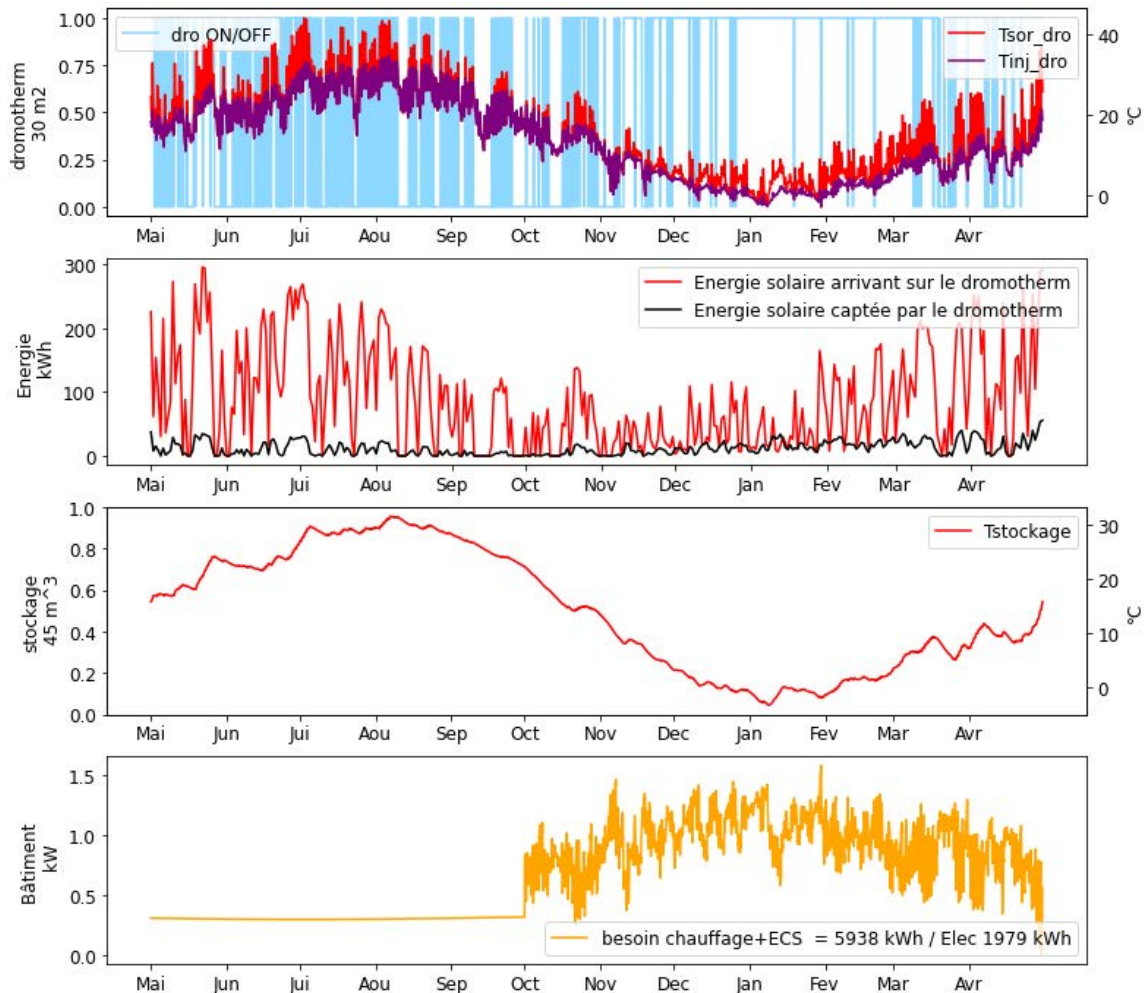 dro ON/OFF
Tsor_dro
Tinj_dro
dromotherm
30 m2
1.00
0.75
0.50
0.25
0.00
40
20
0
°C
Mai Jun Jui Aou Sep Oct Nov Dec Jan Fev Mar Avr
Energie solaire arrivant sur le dromotherm
Energie solaire captée par le dromotherm
Energie
kWh
300
200
100
0
Mai Jun Jui Aou Sep Oct Nov Dec Jan Fev Mar Avr
Tstockage
stockage
45 m^3
1.0
0.8
0.6
0.4
0.2
0.0
30
20
10
0
°C
Mai Jun Jui Aou Sep Oct Nov Dec Jan Fev Mar Avr
Bâtiment
kW
1.5
1.0
0.5
0.0
besoin chauffage+ECS = 5938 kWh / Elec 1979 kWh
Mai Jun Jui Aou Sep Oct Nov Dec Jan Fev Mar Avr